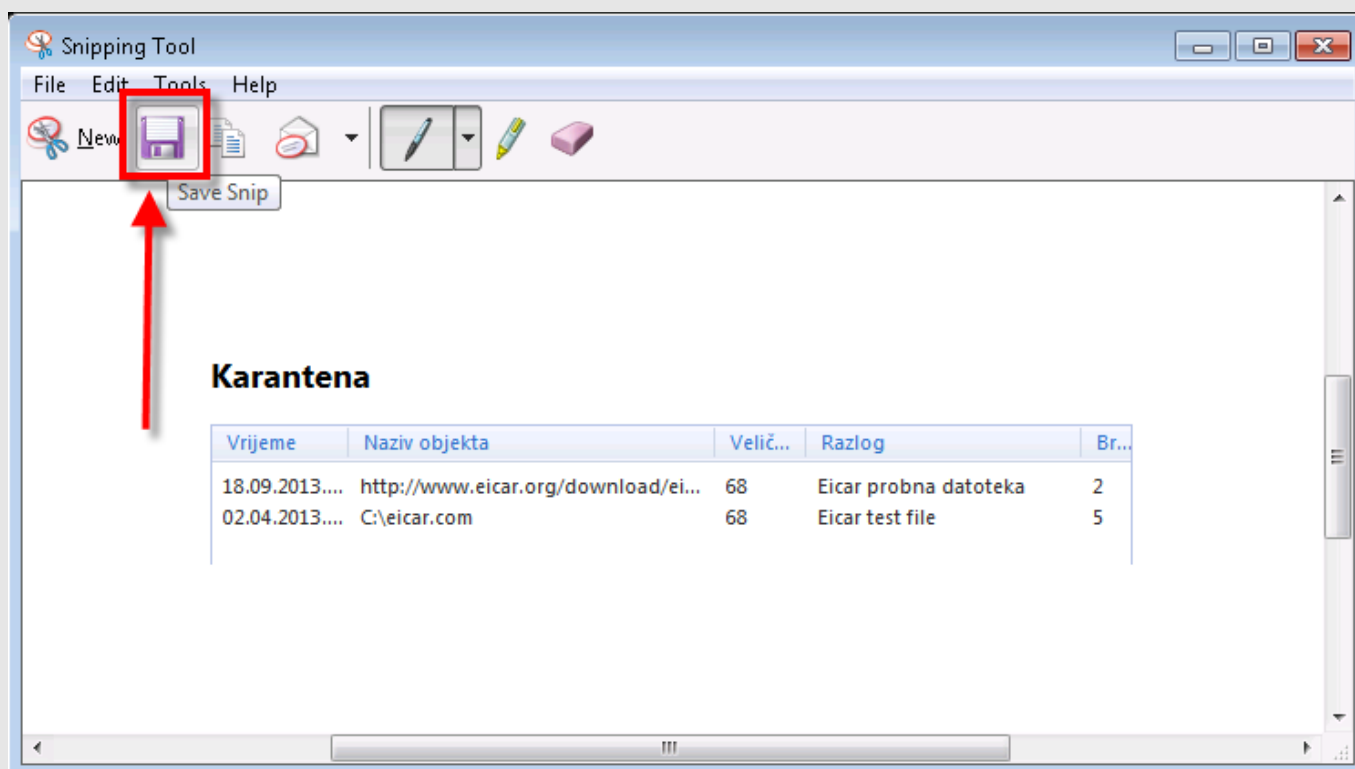 Snipping Tool
File Edit Tools Help
New
Save Snip
Karantena
Vrijeme Naziv objekta Velič... Razlog Br...
18.09.2013.... http://www.eicar.org/download/ei... 68 Eicar probna datoteka 2
02.04.2013.... C:\eicar.com 68 Eicar test file 5